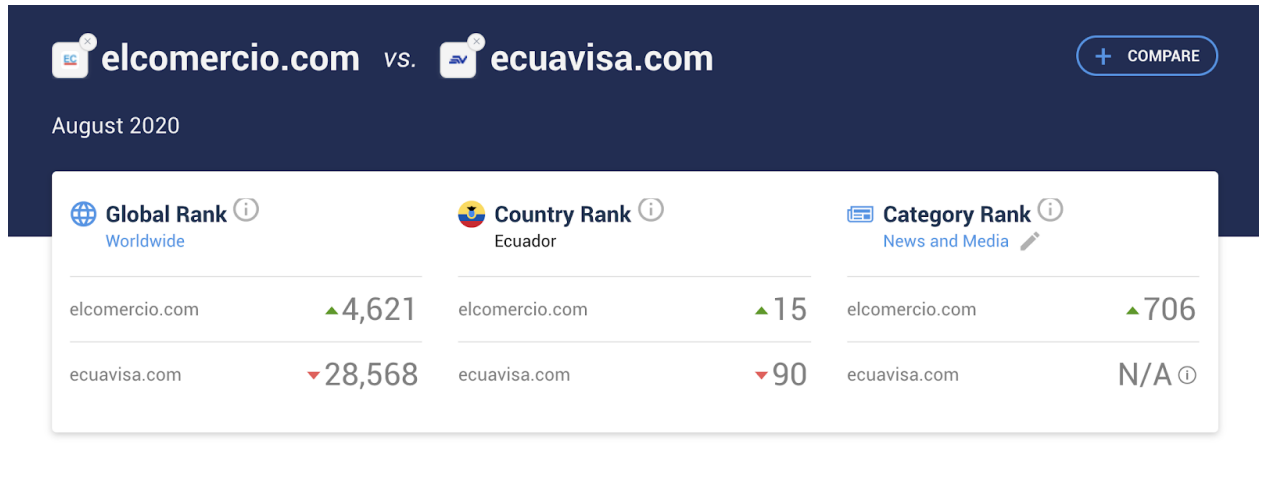 EC elcomercio.com vs. EV ecuavisa.com
+ COMPARE
August 2020
Global Rank
Worldwide
elcomercio.com 4,621
ecuavisa.com 28,568
Country Rank
Ecuador
elcomercio.com 15
ecuavisa.com 90
Category Rank
News and Media
elcomercio.com 706
ecuavisa.com N/A